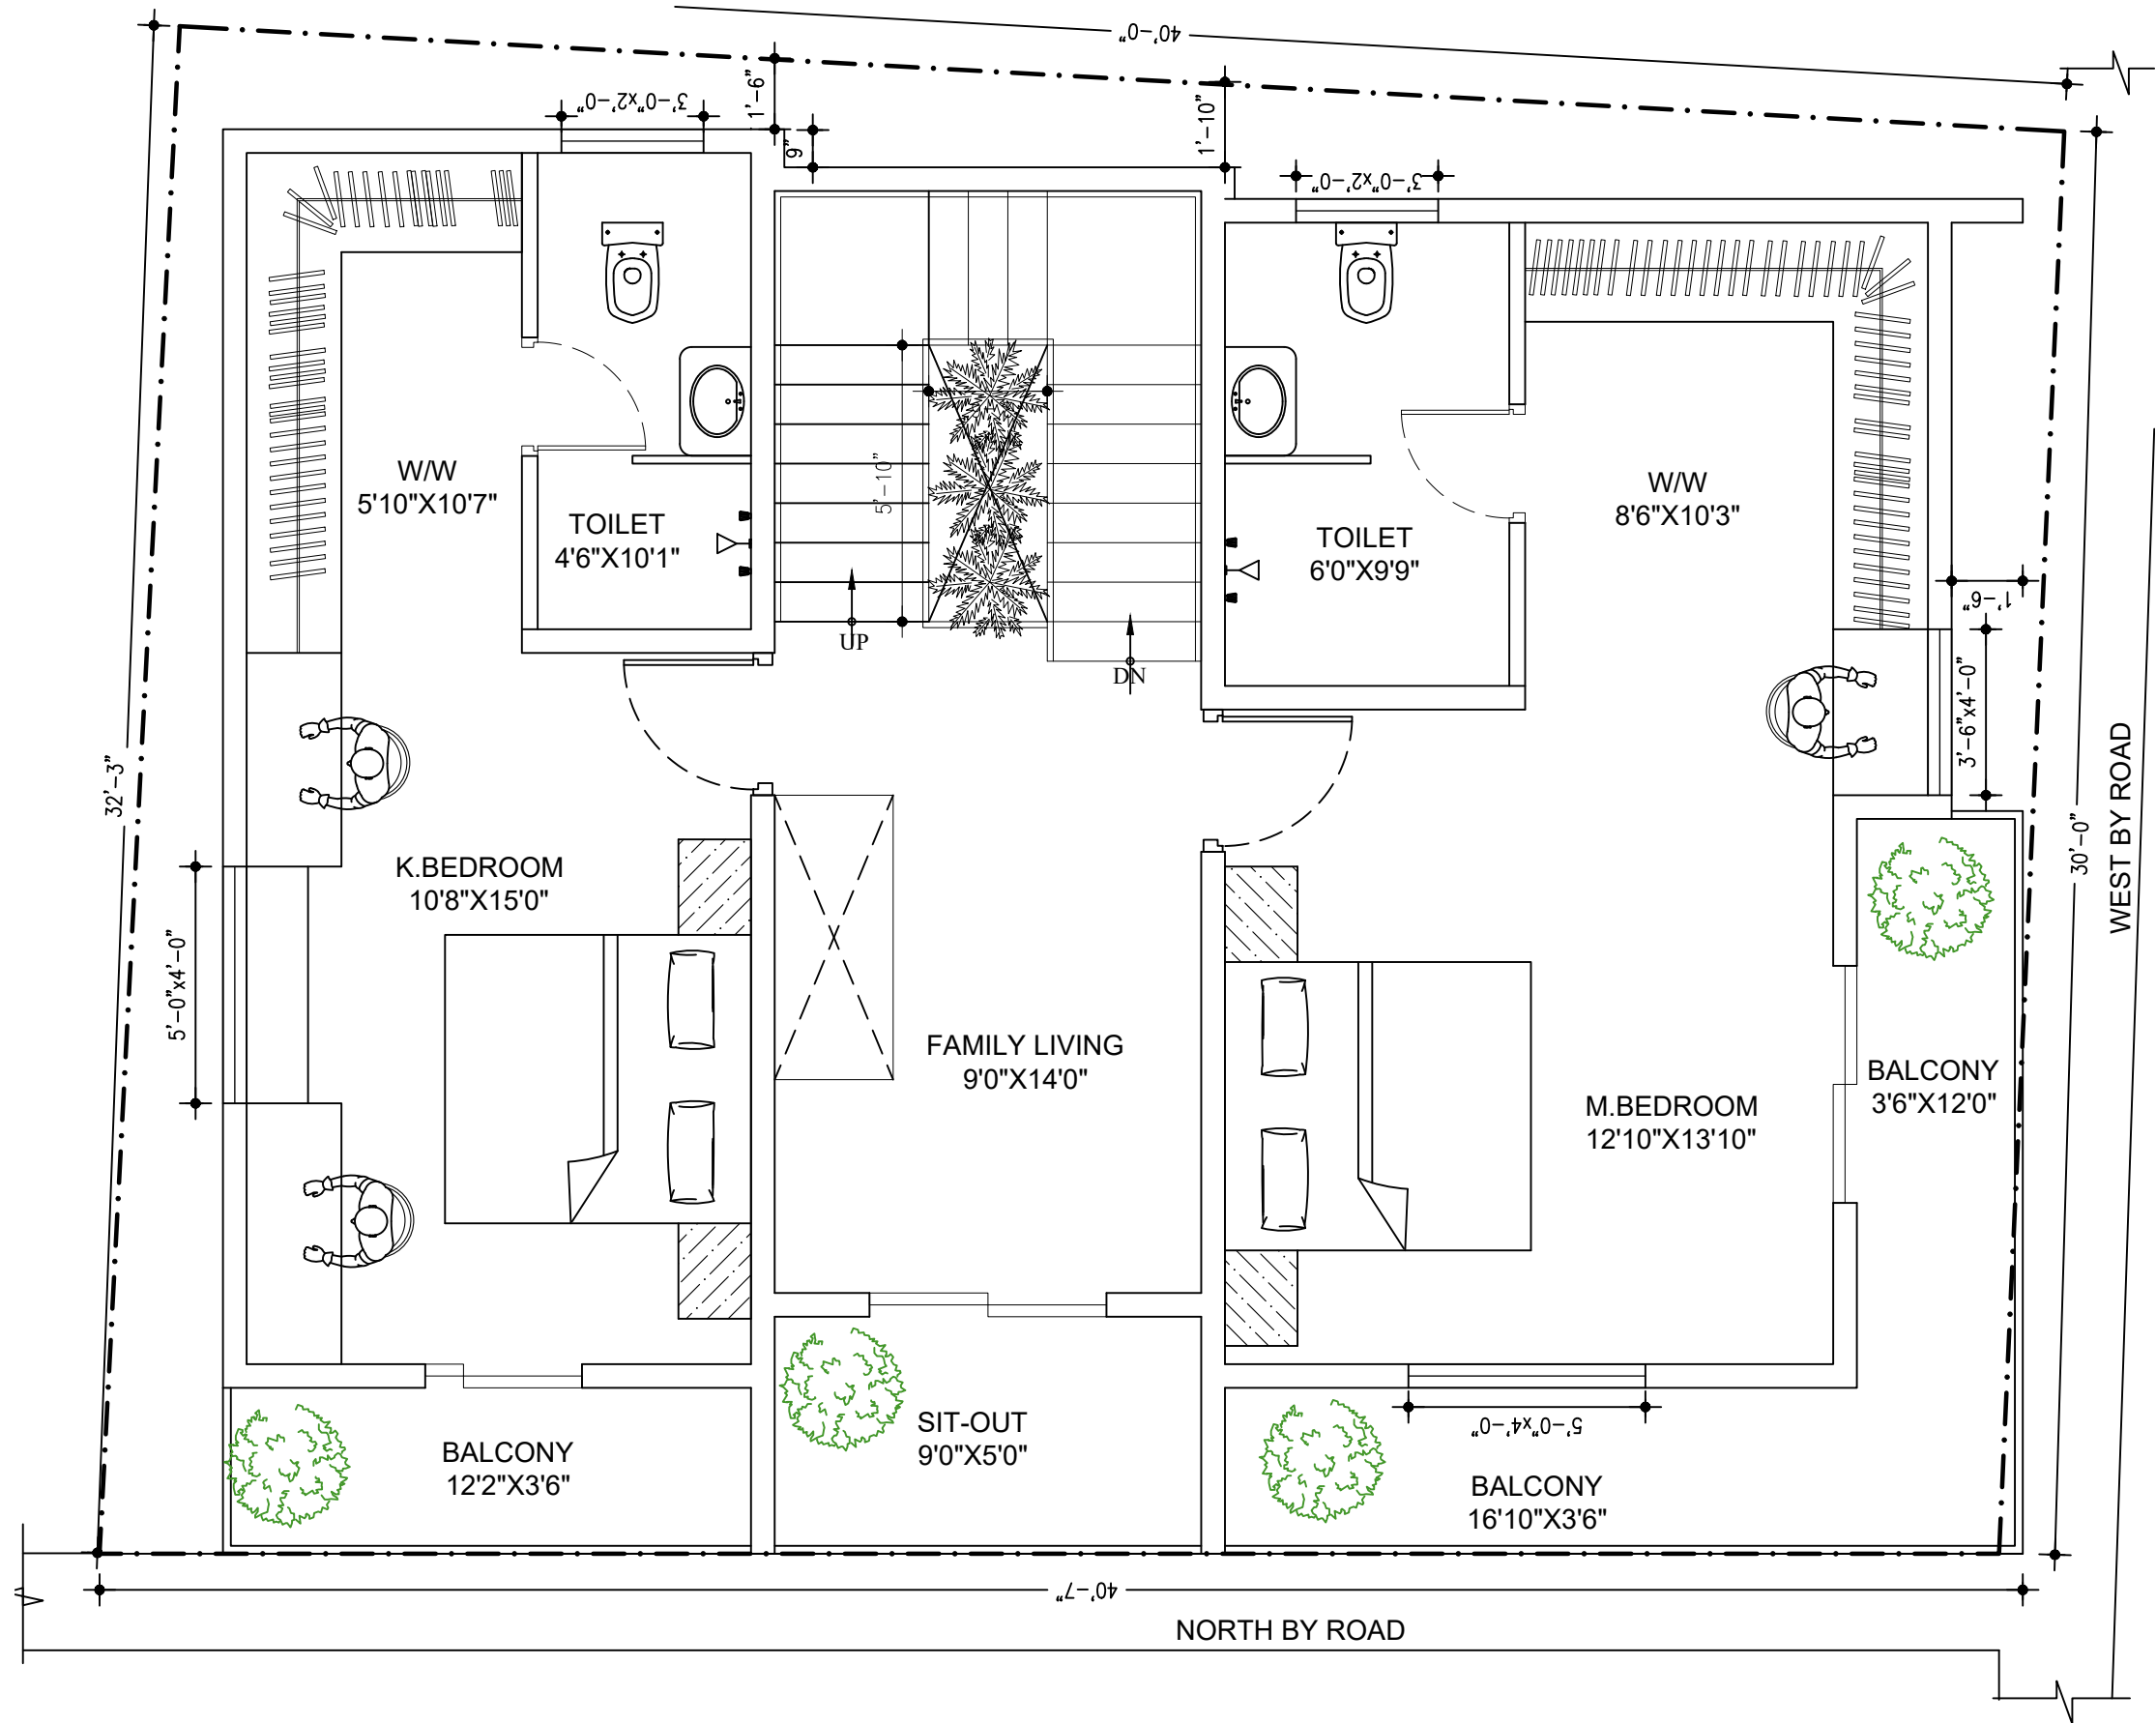 40'-0"
3'-0"x2'-0"
1'-6"
9"
1'-10"
3'-0"x2'-0"
W/W
5'10"X10'7"
TOILET
4'6"X10'1"
5'-10"
UP
DN
TOILET
6'0"X9'9"
W/W
8'6"X10'3"
1'-6"
3'-6"x4'-0"
32'-3"
5'-0"x4'-0"
K.BEDROOM
10'8"X15'0"
FAMILY LIVING
9'0"X14'0"
M.BEDROOM
12'10"X13'10"
BALCONY
3'6"X12'0"
30'-0"
WEST BY ROAD
BALCONY
12'2"X3'6"
SIT-OUT
9'0"X5'0"
5'-0"x4'-0"
BALCONY
16'10"X3'6"
40'-7"
NORTH BY ROAD